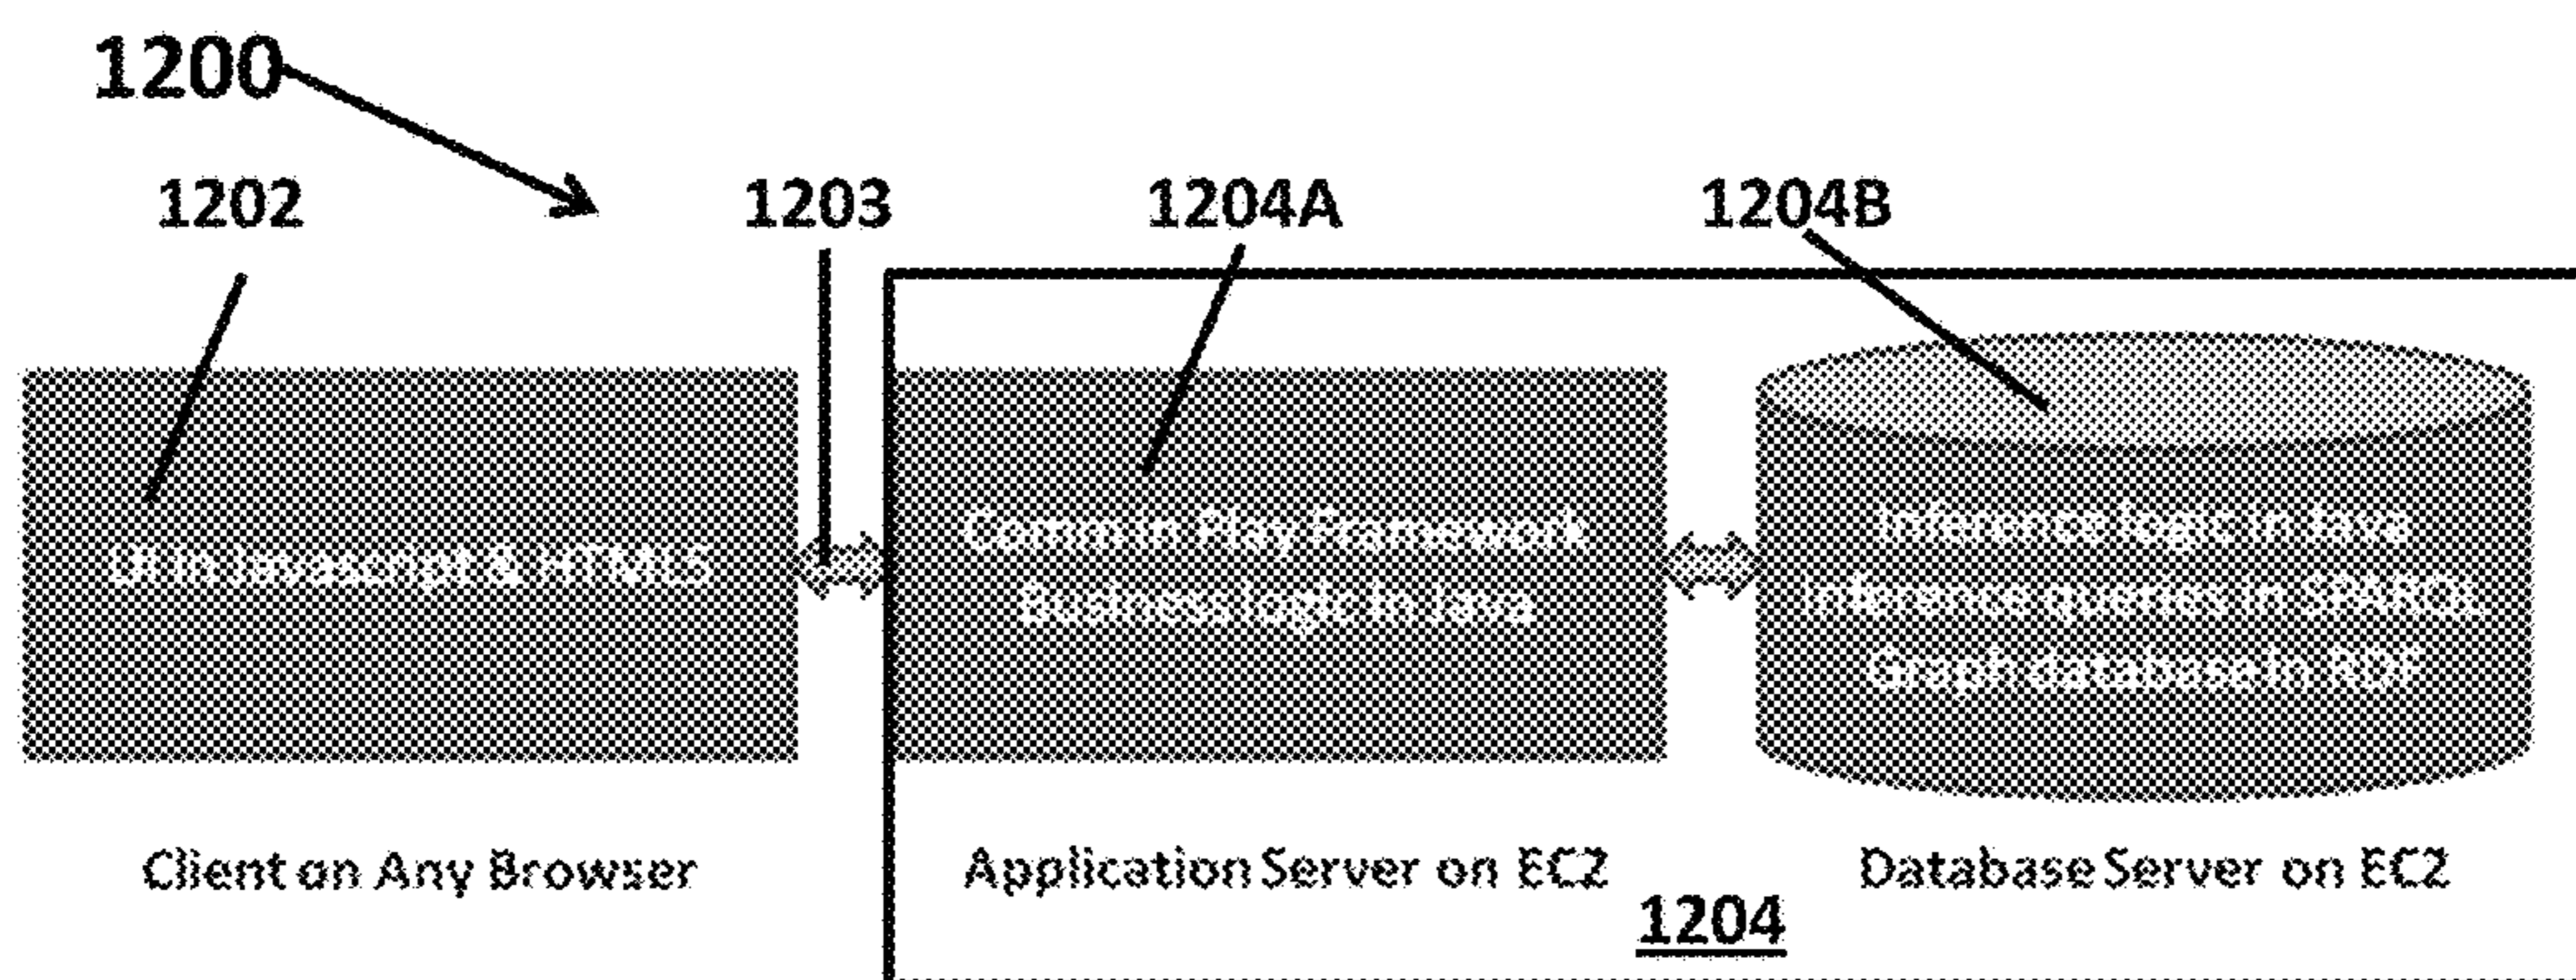 1200
1202
1203
1204A
1204B
UI in Javascript & HTML5
Comm in Play Framework
Business logic in Java
Inference logic in Java
Inference queries in SPARQL
Graph database in RDF
Client on Any Browser
Application Server on EC2
Database Server on EC2
1204